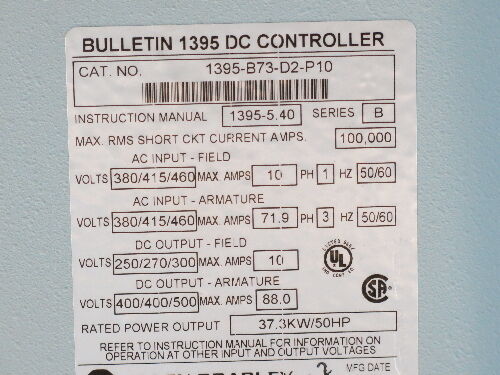 BULLETIN 1395 DC CONTROLLER
CAT. NO. 1395-B73-D2-P10
INSTRUCTION MANUAL 1395-5.40 SERIES B
MAX. RMS SHORT CKT CURRENT AMPS. 100,000
AC INPUT - FIELD
VOLTS 380/415/460 MAX. AMPS 10 PH 1 HZ 50/60
AC INPUT - ARMATURE
VOLTS 380/415/460 MAX. AMPS 71.9 PH 3 HZ 50/60
DC OUTPUT - FIELD
VOLTS 250/270/300 MAX. AMPS 10
LISTED
UL
IND CONT EQ
DC OUTPUT - ARMATURE
VOLTS 400/400/500 MAX. AMPS 88.0
RATED POWER OUTPUT 37.3KW/50HP
REFER TO INSTRUCTION MANUAL FOR INFORMATION
ON OPERATION AT OTHER INPUT AND OUTPUT VOLTAGES
MFG DATE